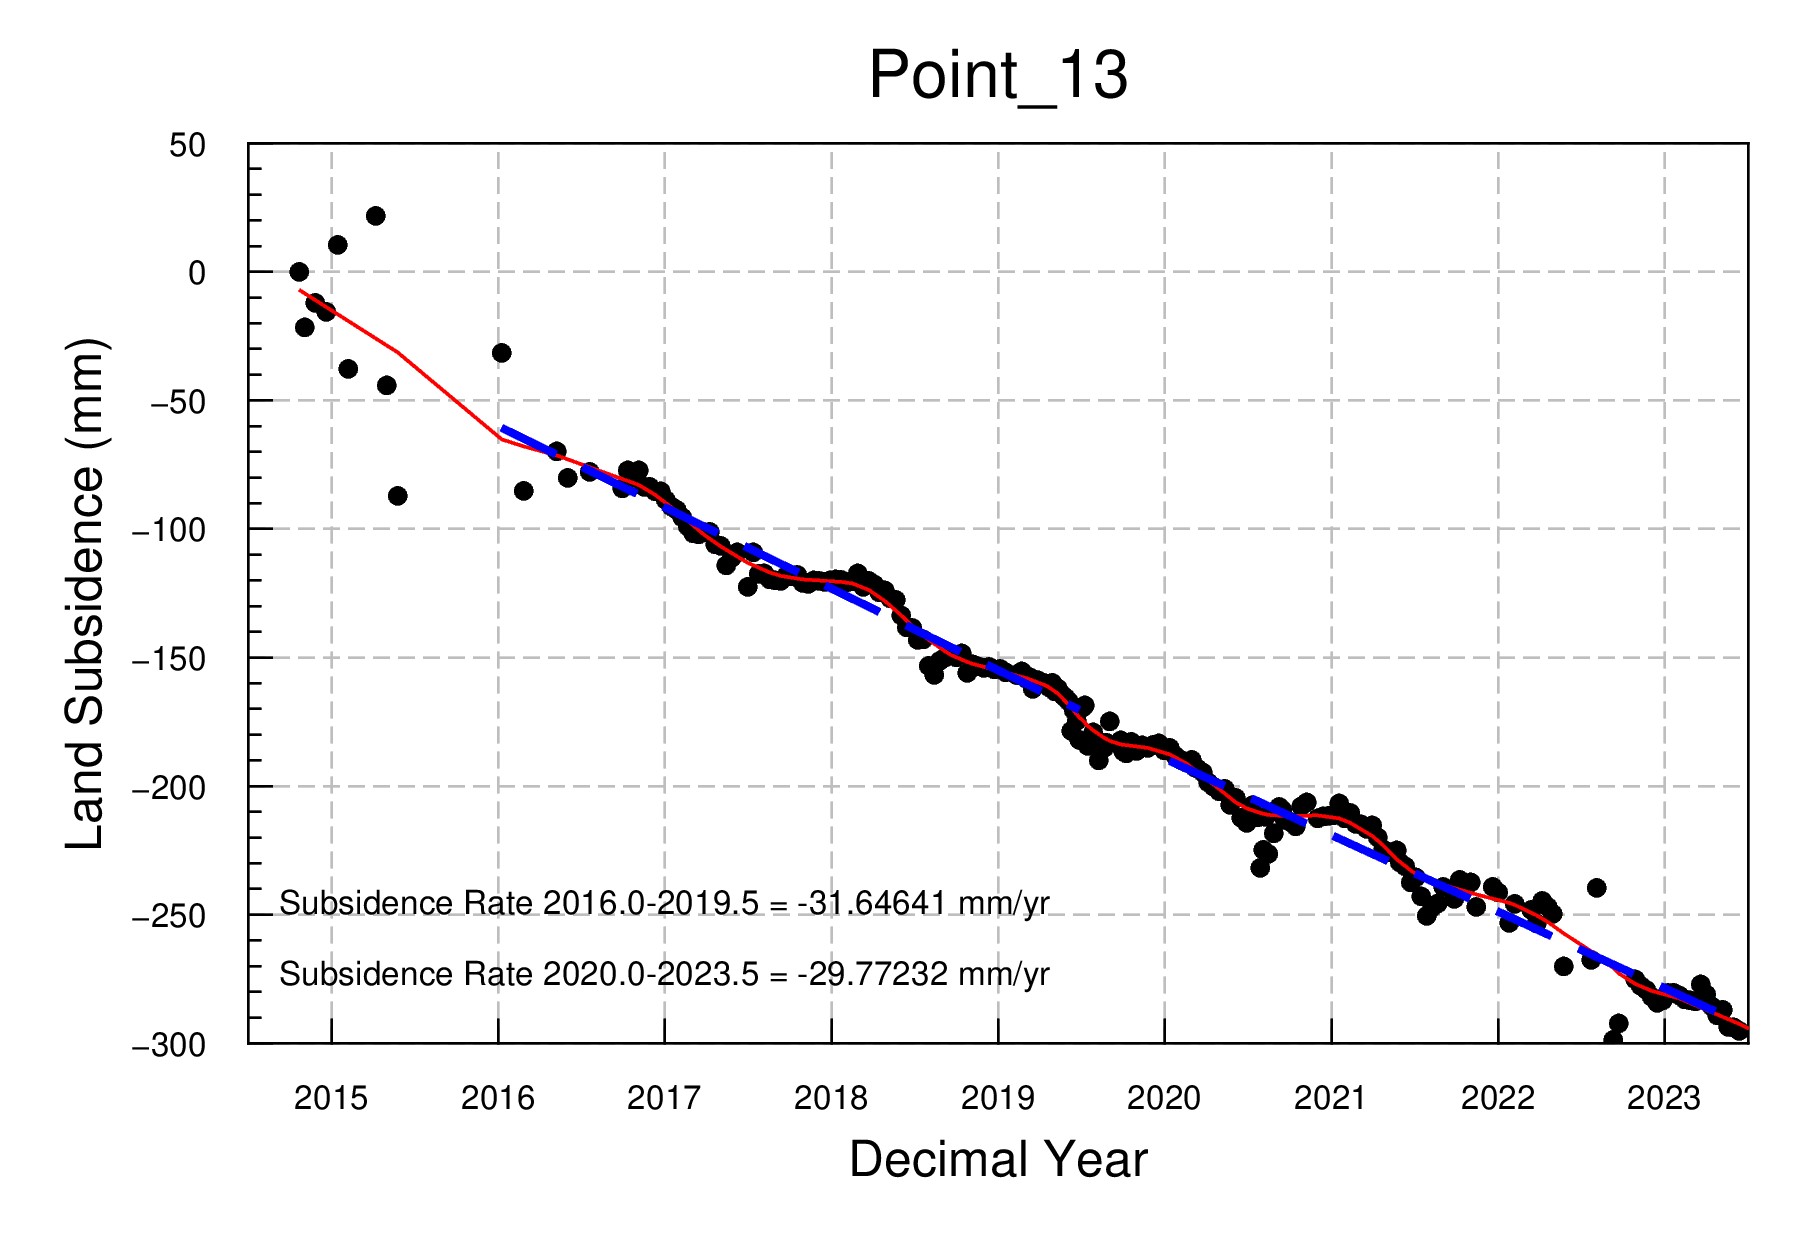 Point_13
50
0
−50
−100
−150
−200
−250
−300
Land Subsidence (mm)
Subsidence Rate 2016.0-2019.5 = -31.64641 mm/yr
Subsidence Rate 2020.0-2023.5 = -29.77232 mm/yr
2015 2016 2017 2018 2019 2020 2021 2022 2023
Decimal Year